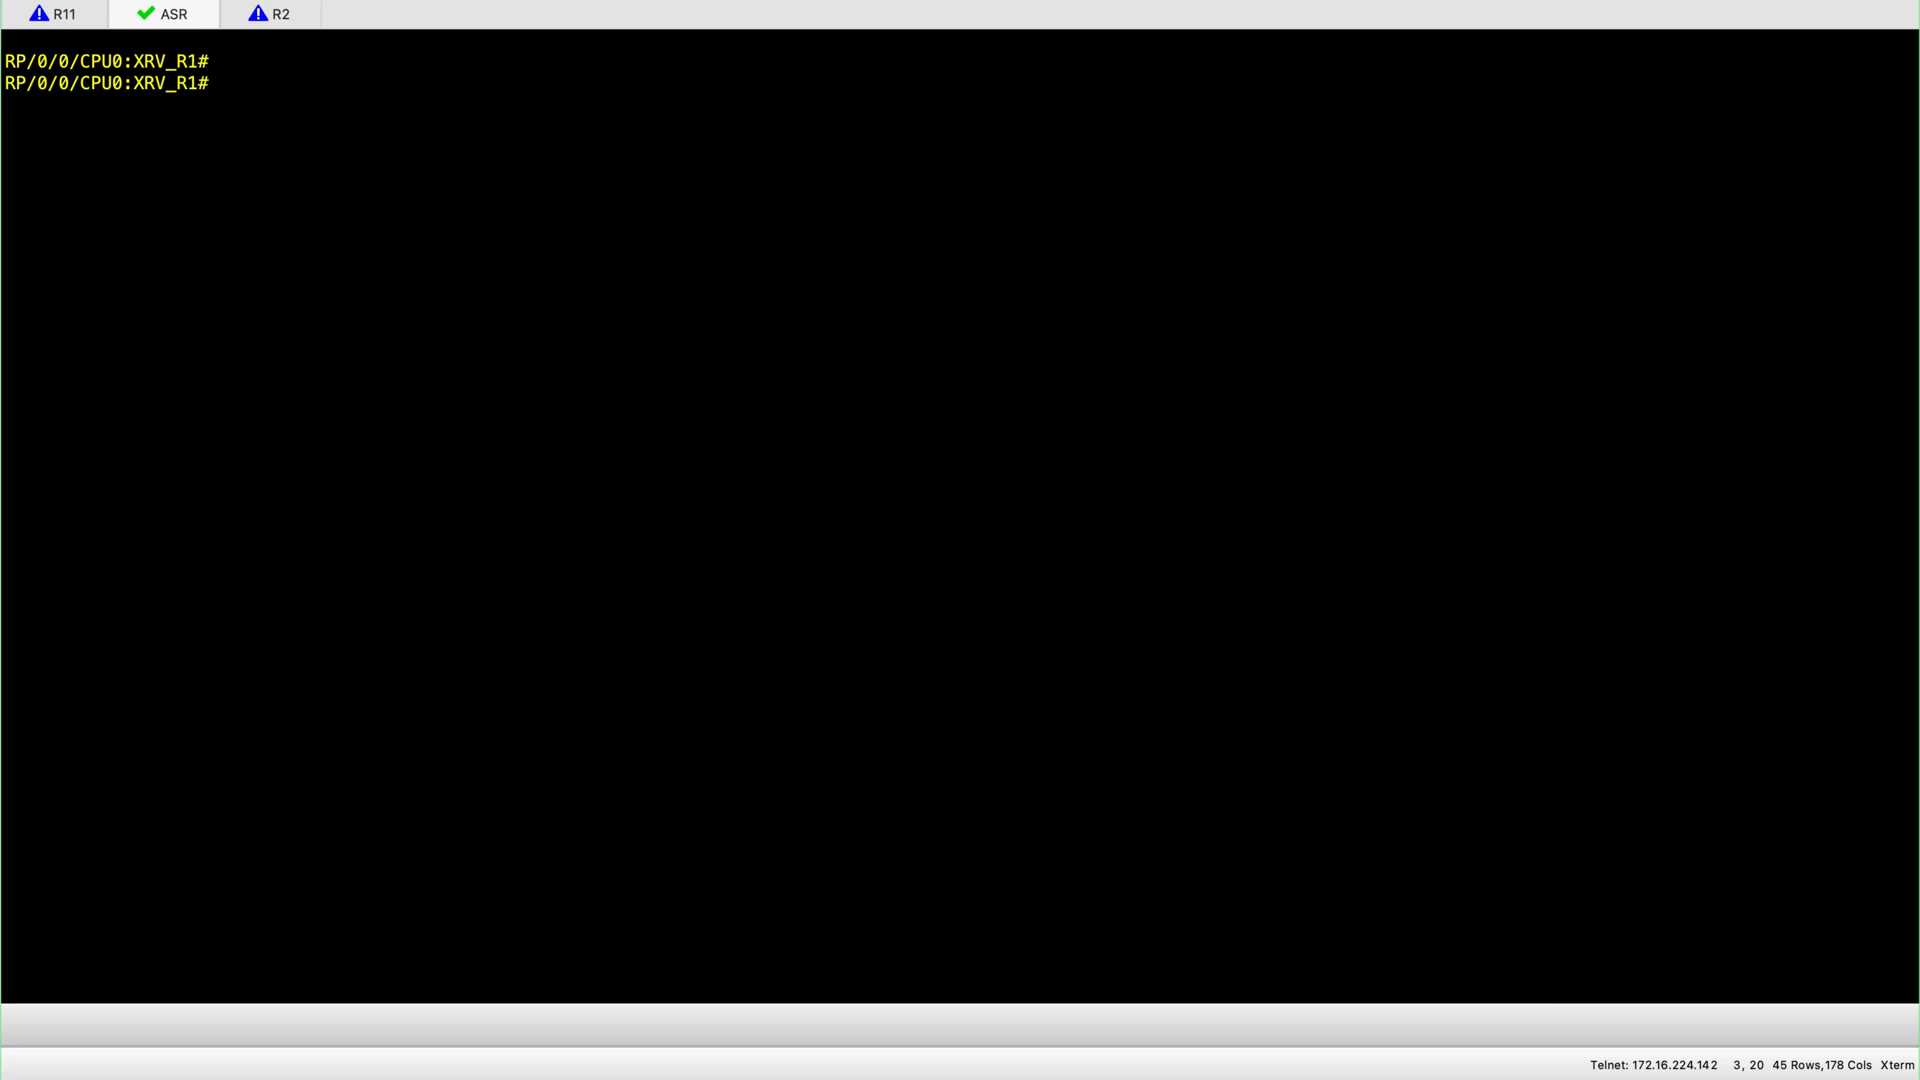 R11 ASR R2
RP/0/0/CPU0:XRV_R1#
RP/0/0/CPU0:XRV_R1#
Telnet: 172.16.224.142 3, 20 45 Rows,178 Cols Xterm